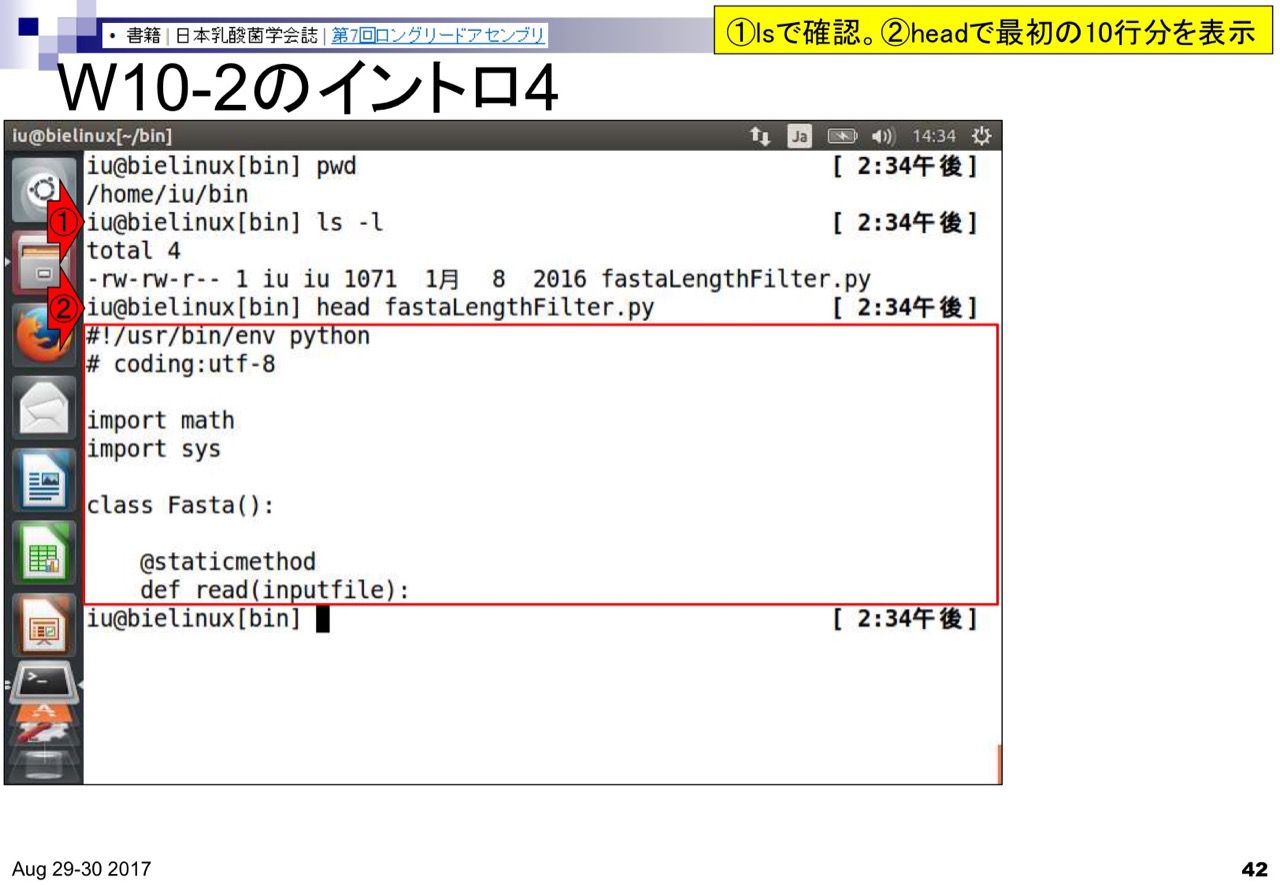 • 書籍 | 日本乳酸菌学会誌 | 第7回ロングリードアセンブリ
①lsで確認。②headで最初の10行分を表示
W10-2のイントロ4
iu@bielinux[~/bin] Ja 14:34
iu@bielinux[bin] pwd [ 2:34午後]
/home/iu/bin
① iu@bielinux[bin] ls -l [ 2:34午後]
total 4
-rw-rw-r-- 1 iu iu 1071  1月  8  2016 fastaLengthFilter.py
② iu@bielinux[bin] head fastaLengthFilter.py [ 2:34午後]
#!/usr/bin/env python
# coding:utf-8
import math
import sys
class Fasta():
@staticmethod
def read(inputfile):
iu@bielinux[bin] [ 2:34午後]
Aug 29-30 2017
42